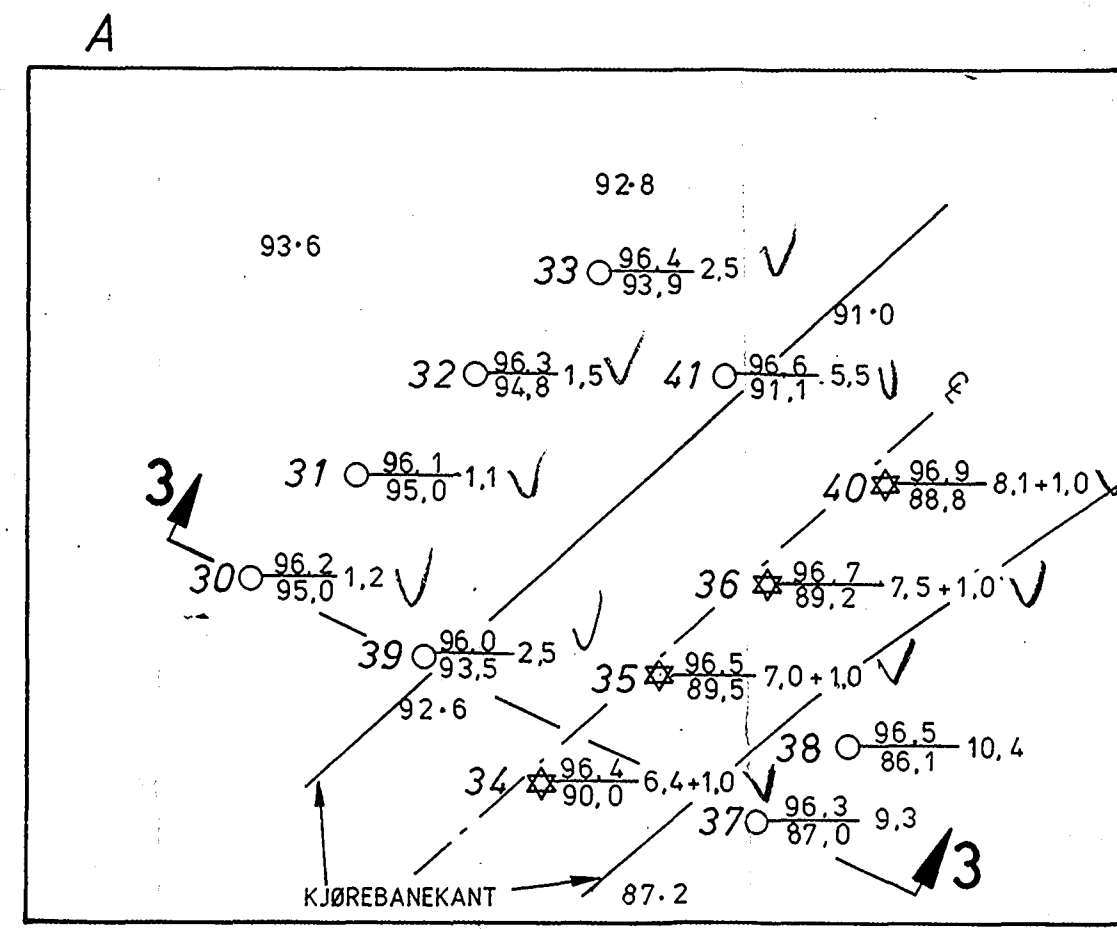 A
92.8
93.6
33 96,4 2,5
93,9
91.0
32 96,3 1,5
94,8
41 96,6 5,5
91,1
℄
31 96,1 1,1
95,0
3
40 96,9 8,1+1,0
88,8
30 96,2 1,2
95,0
36 96,7 7,5+1,0
89,2
39 96,0 2,5
93,5
35 96,5 7,0+1,0
89,5
92.6
38 96,5 10,4
86,1
34 96,4 6,4+1,0
90,0
37 96,3 9,3
87,0
3
KJØREBANEKANT
87.2